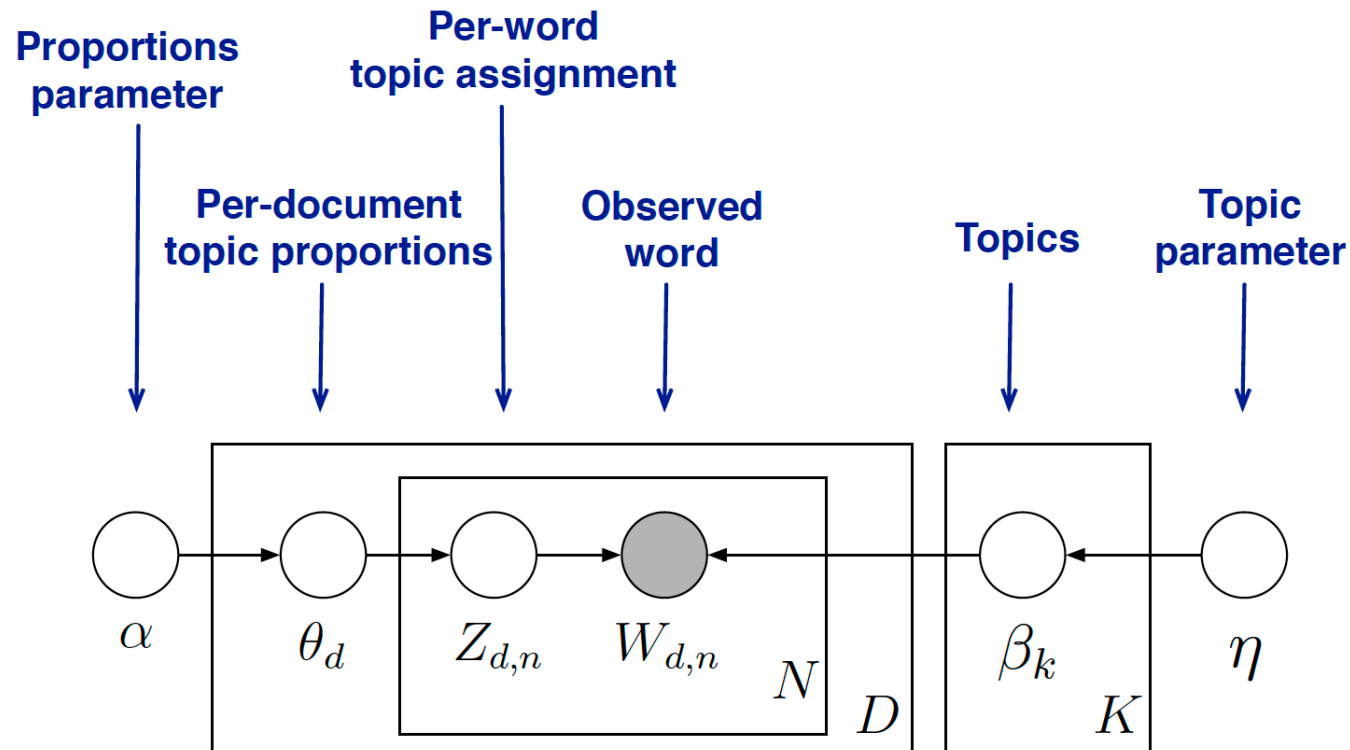 Proportions
parameter
Per-word
topic assignment
Per-document
topic proportions
Observed
word
Topics
Topic
parameter
α
θ_d
Z_{d,n}
W_{d,n}
N
D
β_k
K
η